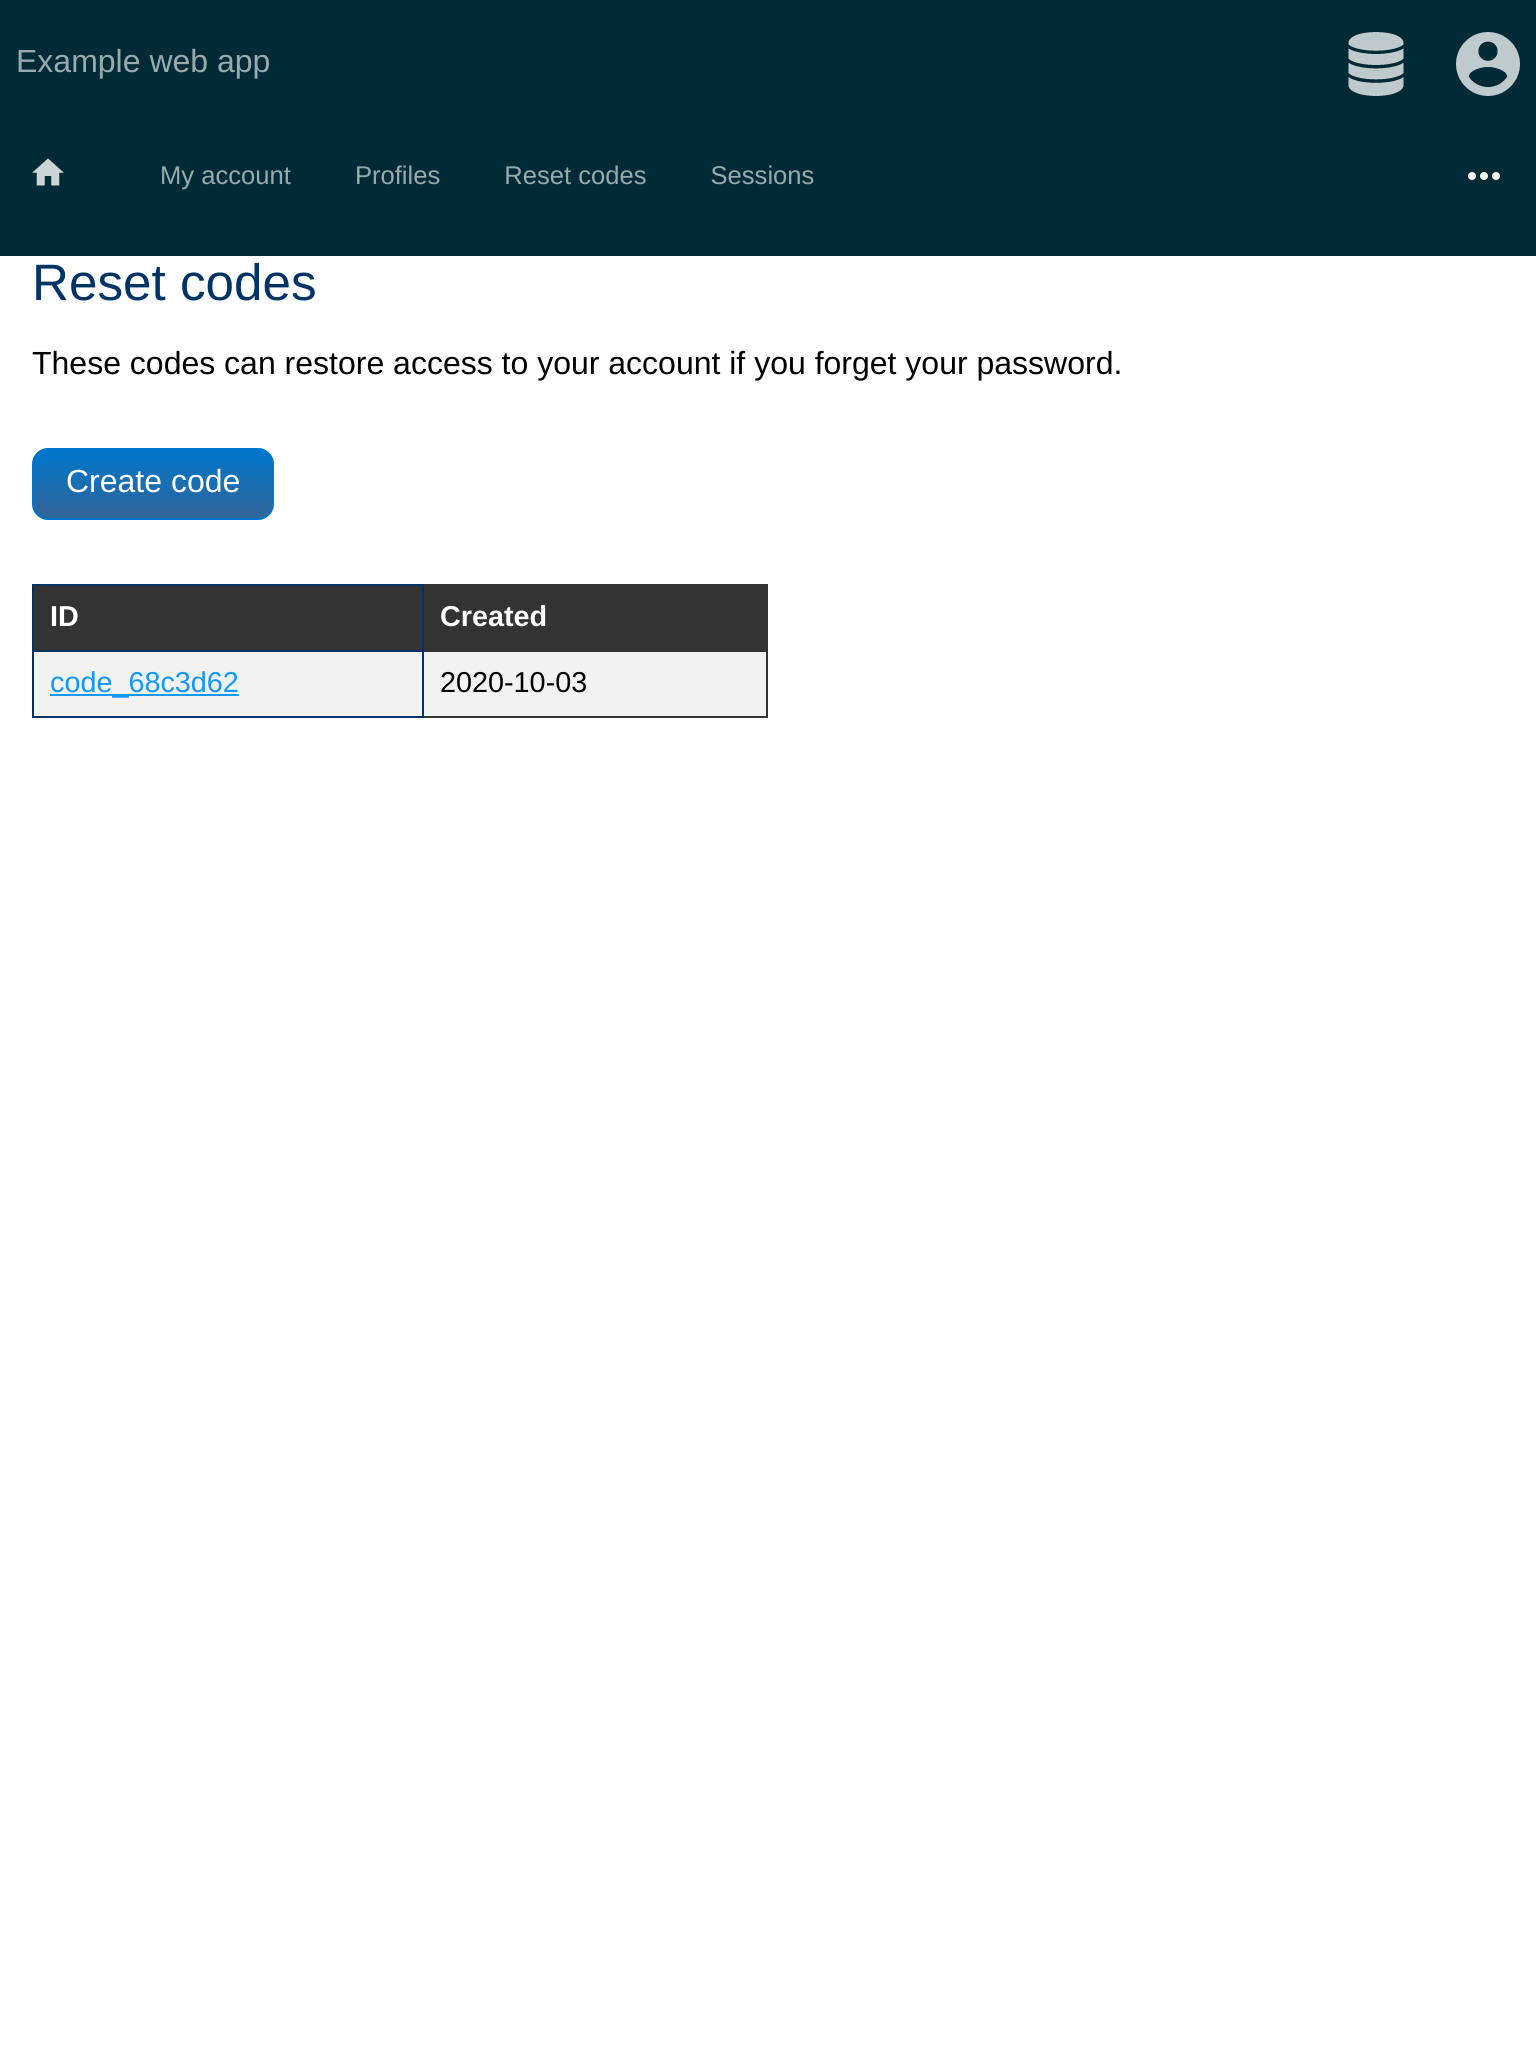 Example web app
My account Profiles Reset codes Sessions
Reset codes
These codes can restore access to your account if you forget your password.
Create code
ID Created
code_68c3d62 2020-10-03